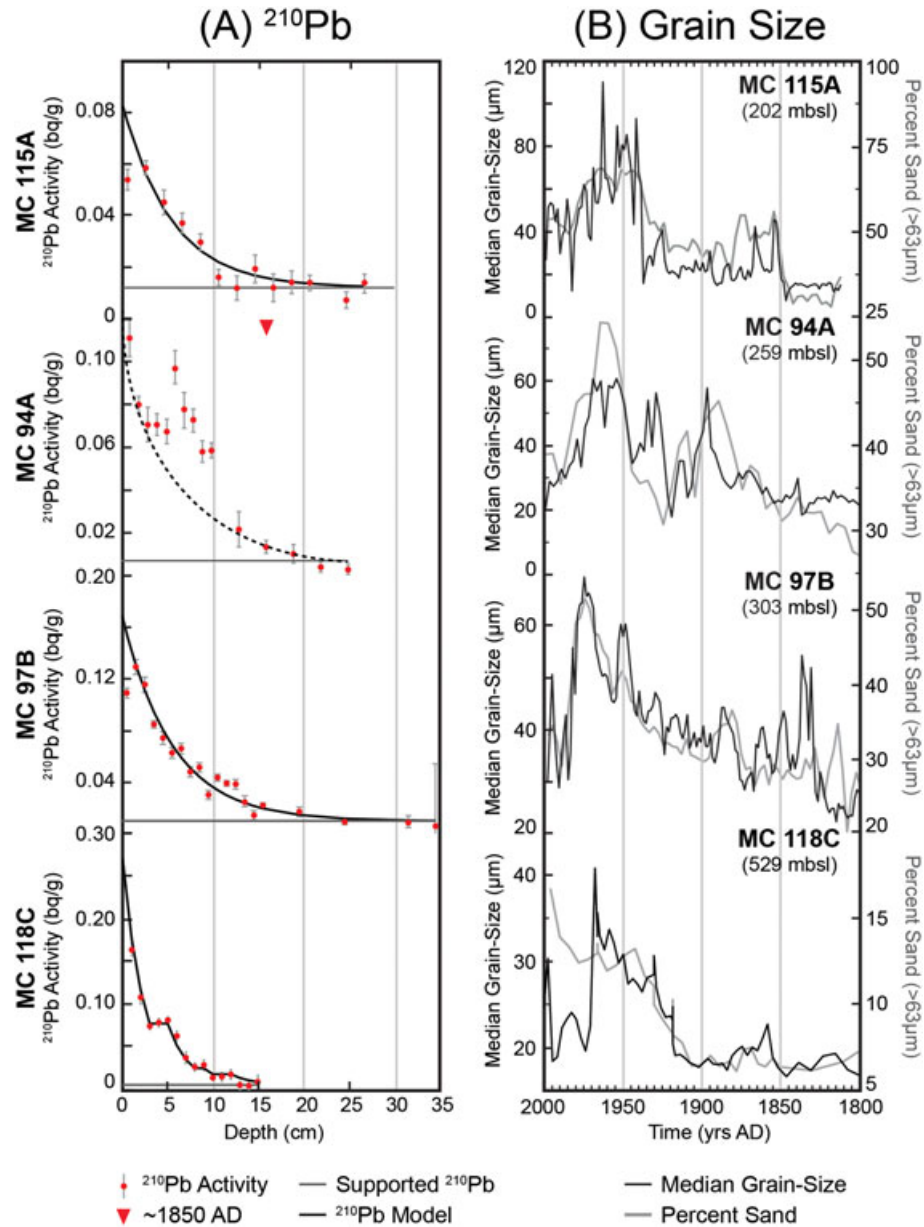 (A) ²¹⁰Pb
(B) Grain Size
MC 115A
²¹⁰Pb Activity (bq/g)
0.08
0.04
0
MC 94A
²¹⁰Pb Activity (bq/g)
0.10
0.06
0.02
MC 97B
²¹⁰Pb Activity (bq/g)
0.20
0.12
0.04
MC 118C
²¹⁰Pb Activity (bq/g)
0.30
0.20
0.10
0
0 5 10 15 20 25 30 35
Depth (cm)
Median Grain-Size (µm)
120
80
40
0
MC 115A
(202 mbsl)
100
75
50
25
Percent Sand (>63µm)
Median Grain-Size (µm)
60
40
20
0
MC 94A
(259 mbsl)
50
40
30
Percent Sand (>63µm)
Median Grain-Size (µm)
60
40
20
MC 97B
(303 mbsl)
50
40
30
20
Percent Sand (>63µm)
Median Grain-Size (µm)
40
30
20
MC 118C
(529 mbsl)
15
10
5
Percent Sand (>63µm)
2000 1950 1900 1850 1800
Time (yrs AD)
²¹⁰Pb Activity
Supported ²¹⁰Pb
Median Grain-Size
~1850 AD
²¹⁰Pb Model
Percent Sand